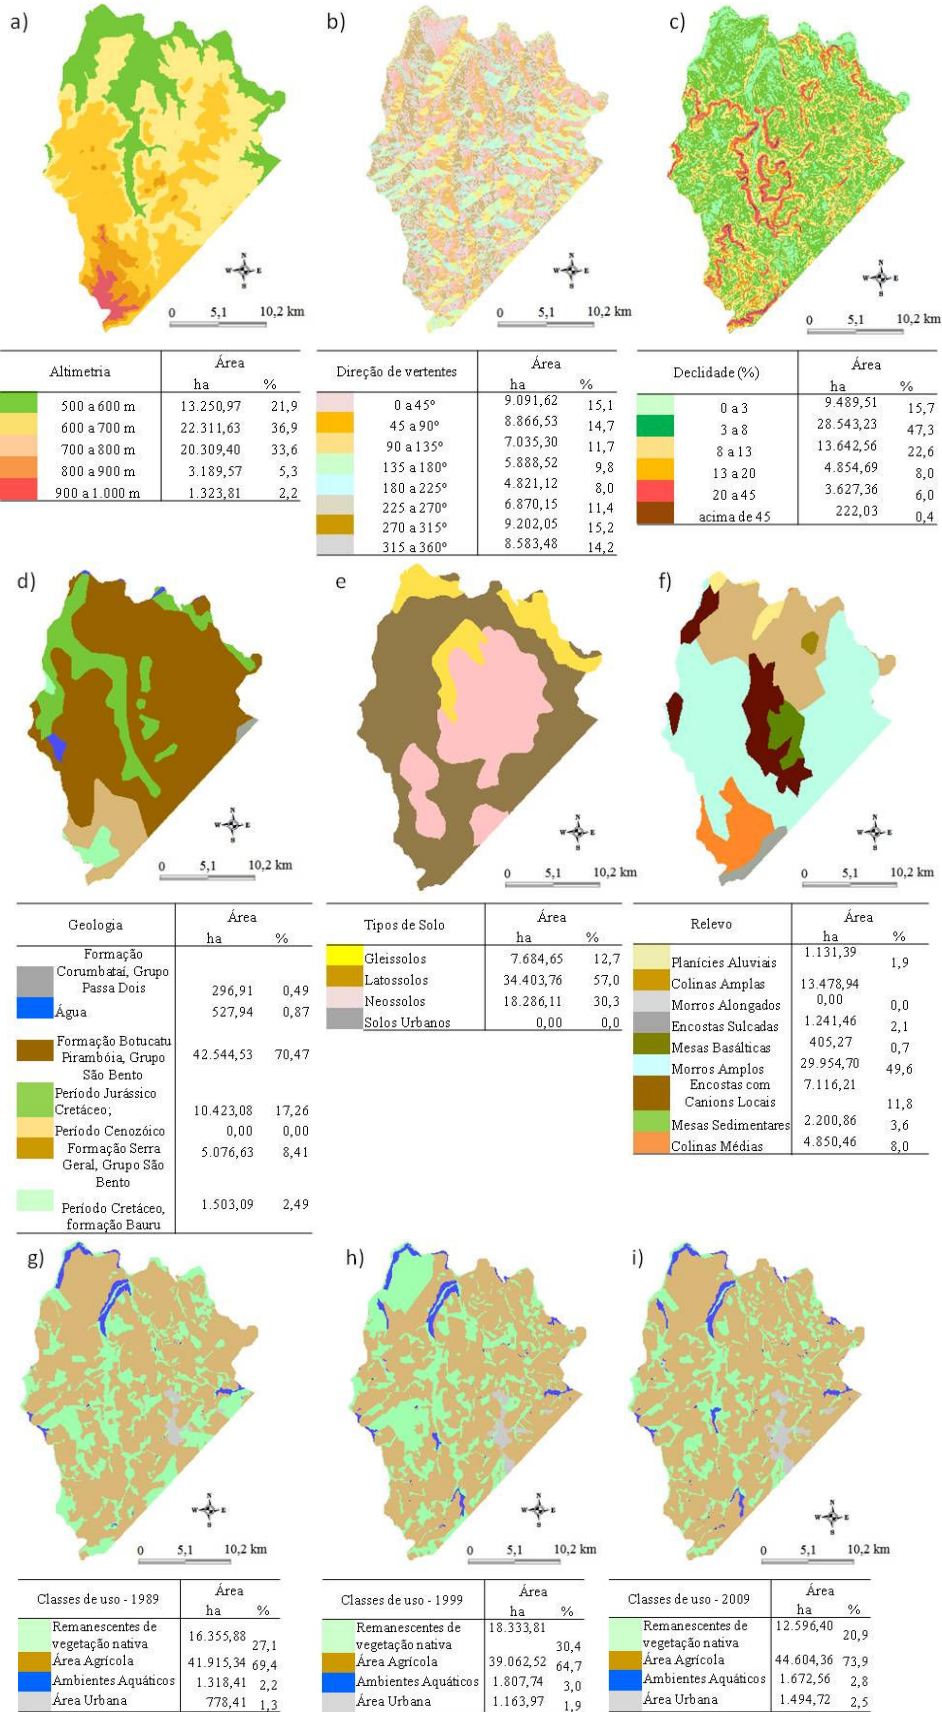 a)
b)
c)
N
W E
S
0 5,1 10,2 km
N
W E
S
0 5,1 10,2 km
N
W E
S
0 5,1 10,2 km
Altimetria Área
ha %
500 a 600 m 13.250,97 21,9
600 a 700 m 22.311,63 36,9
700 a 800 m 20.309,40 33,6
800 a 900 m 3.189,57 5,3
900 a 1.000 m 1.323,81 2,2
Direção de vertentes Área
ha %
0 a 45º 9.091,62 15,1
45 a 90º 8.866,53 14,7
90 a 135º 7.035,30 11,7
135 a 180º 5.888,52 9,8
180 a 225º 4.821,12 8,0
225 a 270º 6.870,15 11,4
270 a 315º 9.202,05 15,2
315 a 360º 8.583,48 14,2
Declidade (%) Área
ha %
0 a 3 9.489,51 15,7
3 a 8 28.543,23 47,3
8 a 13 13.642,56 22,6
13 a 20 4.854,69 8,0
20 a 45 3.627,36 6,0
acima de 45 222,03 0,4
d)
e
f)
N
W E
S
0 5,1 10,2 km
N
W E
S
0 5,1 10,2 km
N
W E
S
0 5,1 10,2 km
Geologia Área
ha %
Formação
Corumbataí, Grupo
Passa Dois 296,91 0,49
Água 527,94 0,87
Formação Botucatu
Pirambóia, Grupo 42.544,53 70,47
São Bento
Período Jurássico
Cretáceo; 10.423,08 17,26
Período Cenozóico 0,00 0,00
Formação Serra 5.076,63 8,41
Geral, Grupo São
Bento
Período Cretáceo, 1.503,09 2,49
formação Bauru
Tipos de Solo Área
ha %
Gleissolos 7.684,65 12,7
Latossolos 34.403,76 57,0
Neossolos 18.286,11 30,3
Solos Urbanos 0,00 0,0
Relevo Área
ha %
Planícies Aluviais 1.131,39 1,9
Colinas Amplas 13.478,94
Morros Alongados 0,00 0,0
Encostas Sulcadas 1.241,46 2,1
Mesas Basálticas 405,27 0,7
Morros Amplos 29.954,70 49,6
Encostas com 7.116,21
Canions Locais 11,8
Mesas Sedimentares 2.200,86 3,6
Colinas Médias 4.850,46 8,0
g)
h)
i)
N
W E
S
0 5,1 10,2 km
N
W E
S
0 5,1 10,2 km
N
W E
S
0 5,1 10,2 km
Classes de uso - 1989 Área
ha %
Remanescentes de 16.355,88
vegetação nativa 27,1
Área Agrícola 41.915,34 69,4
Ambientes Aquáticos 1.318,41 2,2
Área Urbana 778,41 1,3
Classes de uso - 1999 Área
ha %
Remanescentes de 18.333,81
vegetação nativa 30,4
Área Agrícola 39.062,52 64,7
Ambientes Aquáticos 1.807,74 3,0
Área Urbana 1.163,97 1,9
Classes de uso - 2009 Área
ha %
Remanescentes de 12.596,40
vegetação nativa 20,9
Área Agrícola 44.604,36 73,9
Ambientes Aquáticos 1.672,56 2,8
Área Urbana 1.494,72 2,5